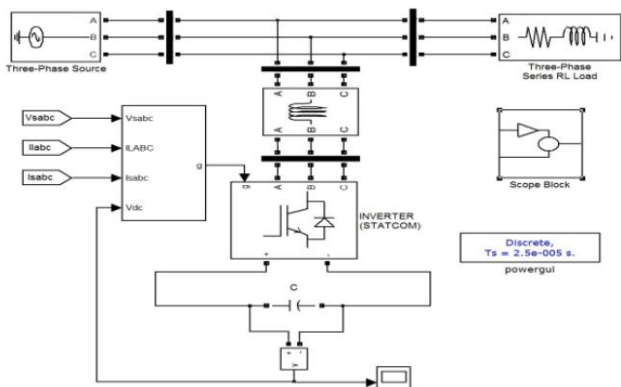 A
B
C
Three-Phase Source
A
B
C
Three-Phase
Series RL Load
A
B
C
A
B
C
Vsabc
Ilabc
Isabc
Vsabc
ILABC
Isabc
Vdc
g
g
INVERTER
(STATCOM)
+
-
C
+
-
v
Scope Block
Discrete,
Ts = 2.5e-005 s.
powergui